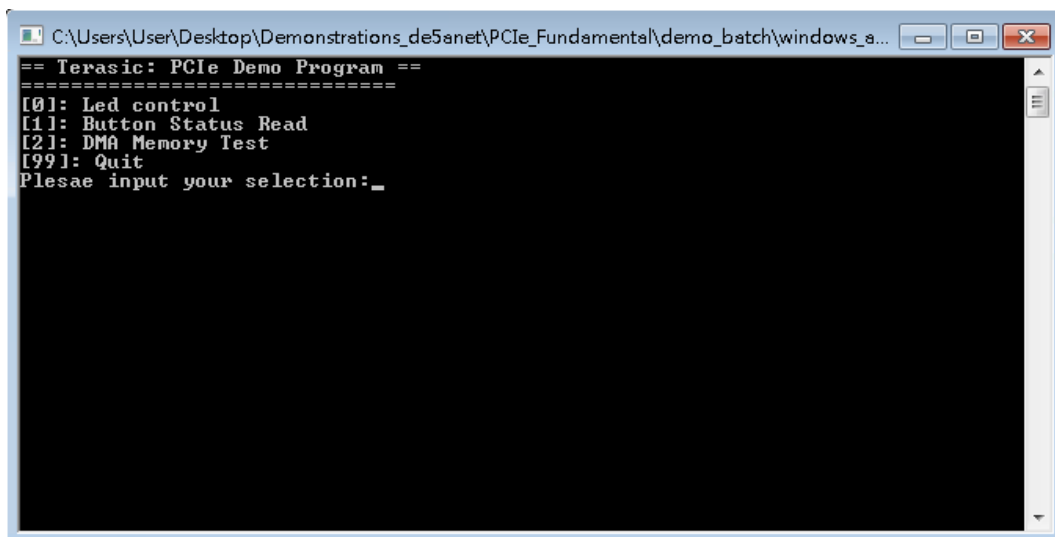 C:\Users\User\Desktop\Demonstrations_de5anet\PCIe_Fundamental\demo_batch\windows_a...
== Terasic: PCIe Demo Program ==
==============================
[0]: Led control
[1]: Button Status Read
[2]: DMA Memory Test
[99]: Quit
Plesae input your selection:_